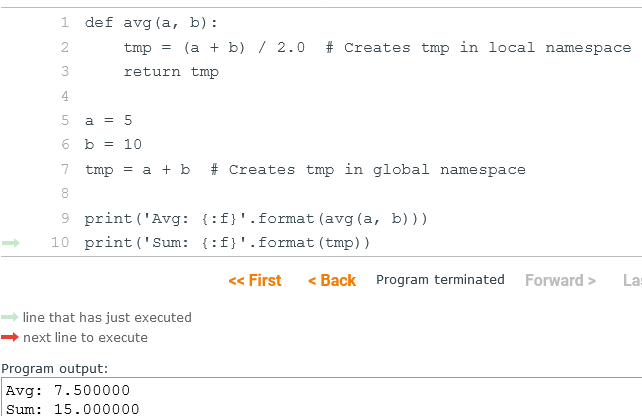 1 def avg(a, b):
2     tmp = (a + b) / 2.0  # Creates tmp in local namespace
3     return tmp
4
5 a = 5
6 b = 10
7 tmp = a + b  # Creates tmp in global namespace
8
9 print('Avg: {:f}'.format(avg(a, b)))
10 print('Sum: {:f}'.format(tmp))
<< First < Back Program terminated Forward > Las
line that has just executed
next line to execute
Program output:
Avg: 7.500000
Sum: 15.000000